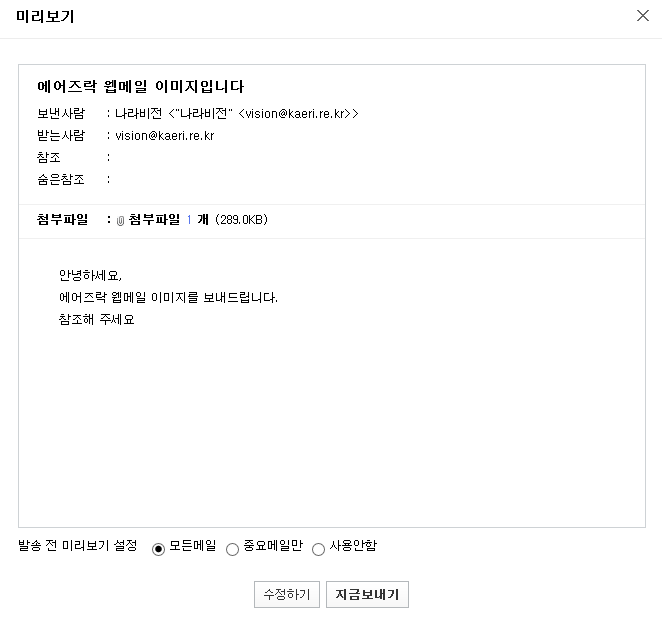 미리보기
에어즈락 웹메일 이미지입니다
보낸사람 : 나라비전 <"나라비전" <vision@kaeri.re.kr>>
받는사람 : vision@kaeri.re.kr
참조 :
숨은참조 :
첨부파일 : 첨부파일 1 개 (289.0KB)
안녕하세요,
에어즈락 웹메일 이미지를 보내드립니다.
참조해 주세요
발송 전 미리보기 설정 모든메일 중요메일만 사용안함
수정하기 지금보내기